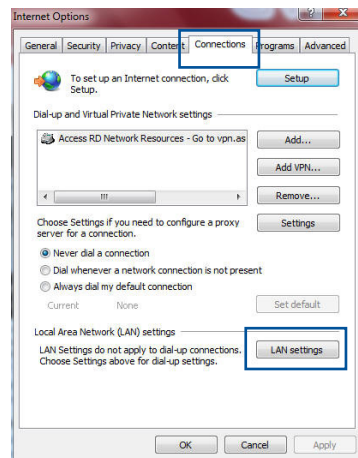 Internet Options
General Security Privacy Content Connections Programs Advanced
To set up an Internet connection, click
Setup.
Setup
Dial-up and Virtual Private Network settings
Access RD Network Resources - Go to vpn.as
Add...
Add VPN...
Remove...
Choose Settings if you need to configure a proxy
server for a connection.
Settings
Never dial a connection
Dial whenever a network connection is not present
Always dial my default connection
Current None
Set default
Local Area Network (LAN) settings
LAN Settings do not apply to dial-up connections.
Choose Settings above for dial-up settings.
LAN settings
OK Cancel Apply